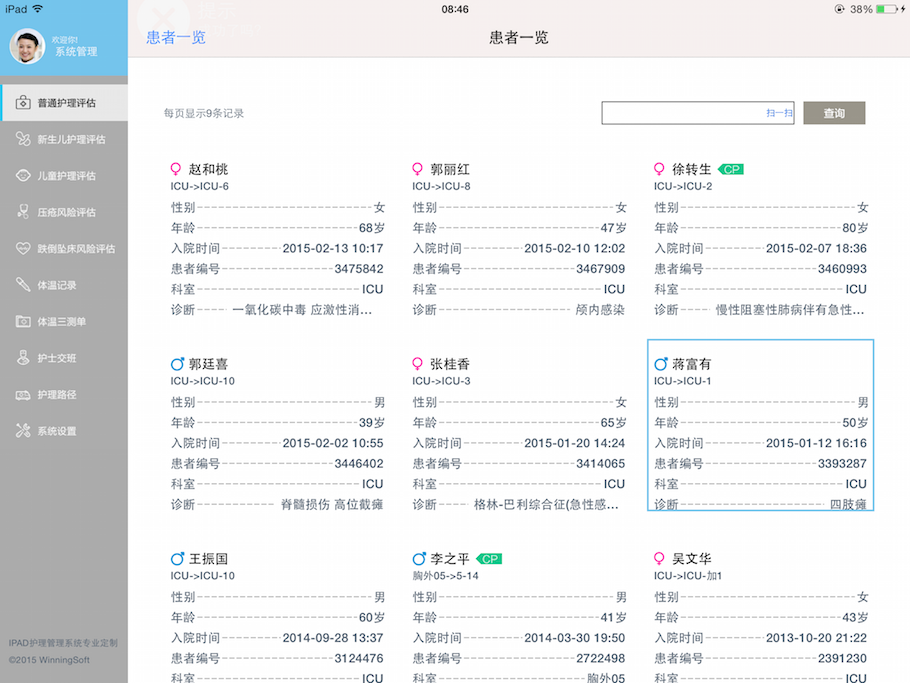 iPad
08:46
38%
欢迎您!
系统管理
患者一览
患者一览
普通护理评估
新生儿护理评估
儿童护理评估
压疮风险评估
跌倒坠床风险评估
体温记录
体温三测单
护士交班
护理路径
系统设置
IPAD护理管理系统专业定制
©2015 WinningSoft
每页显示9条记录
扫一扫
查询
赵和桃
ICU->ICU-6
性别------女
年龄------68岁
入院时间------2015-02-13 10:17
患者编号------3475842
科室------ICU
诊断------一氧化碳中毒 应激性消...
郭丽红
ICU->ICU-8
性别------女
年龄------47岁
入院时间------2015-02-10 12:02
患者编号------3467909
科室------ICU
诊断------颅内感染
徐转生 CP
ICU->ICU-2
性别------女
年龄------80岁
入院时间------2015-02-07 18:36
患者编号------3460993
科室------ICU
诊断------慢性阻塞性肺病伴有急性...
郭廷喜
ICU->ICU-10
性别------男
年龄------39岁
入院时间------2015-02-02 10:55
患者编号------3446402
科室------ICU
诊断------脊髓损伤 高位截瘫
张桂香
ICU->ICU-3
性别------女
年龄------65岁
入院时间------2015-01-20 14:24
患者编号------3414065
科室------ICU
诊断------格林-巴利综合征(急性感...
蒋富有
ICU->ICU-1
性别------男
年龄------50岁
入院时间------2015-01-12 16:16
患者编号------3393287
科室------ICU
诊断------四肢瘫
王振国
ICU->ICU-10
性别------男
年龄------60岁
入院时间------2014-09-28 13:37
患者编号------3124476
科室------ICU
李之平 CP
胸外05->5-14
性别------男
年龄------41岁
入院时间------2014-03-30 19:50
患者编号------2722498
科室------胸外05
吴文华
ICU->ICU-加1
性别------女
年龄------43岁
入院时间------2013-10-20 21:22
患者编号------2391230
科室------ICU